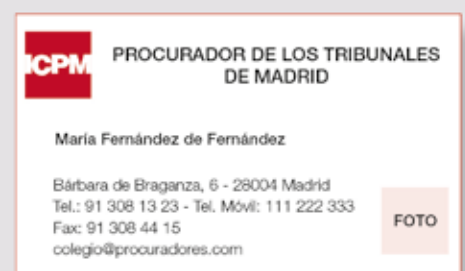 ICPM
PROCURADOR DE LOS TRIBUNALES
DE MADRID
María Fernández de Fernández
Bárbara de Braganza, 6 - 28004 Madrid
Tel.: 91 308 13 23 - Tel. Móvil: 111 222 333
Fax: 91 308 44 15
colegio@procuradores.com
FOTO